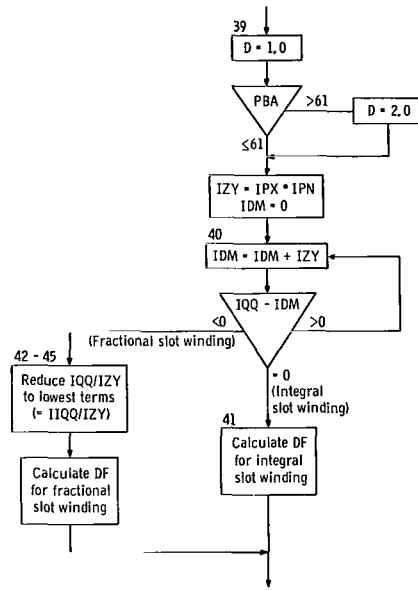 39
D = 1.0
PBA
>61
D = 2.0
≤61
IZY = IPX * IPN
IDM = 0
40
IDM = IDM + IZY
IQQ - IDM
<0
>0
(Fractional slot winding)
42 - 45
Reduce IQQ/IZY
to lowest terms
(= IIQQ/IZY)
Calculate DF
for fractional
slot winding
= 0
(Integral
slot winding)
41
Calculate DF
for integral
slot winding